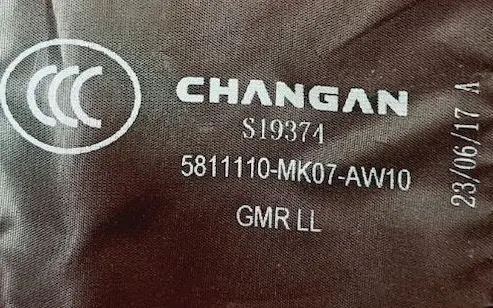 CCC
CHANGAN
S19374
5811110-MK07-AW10
GMR LL
23/06/17 A